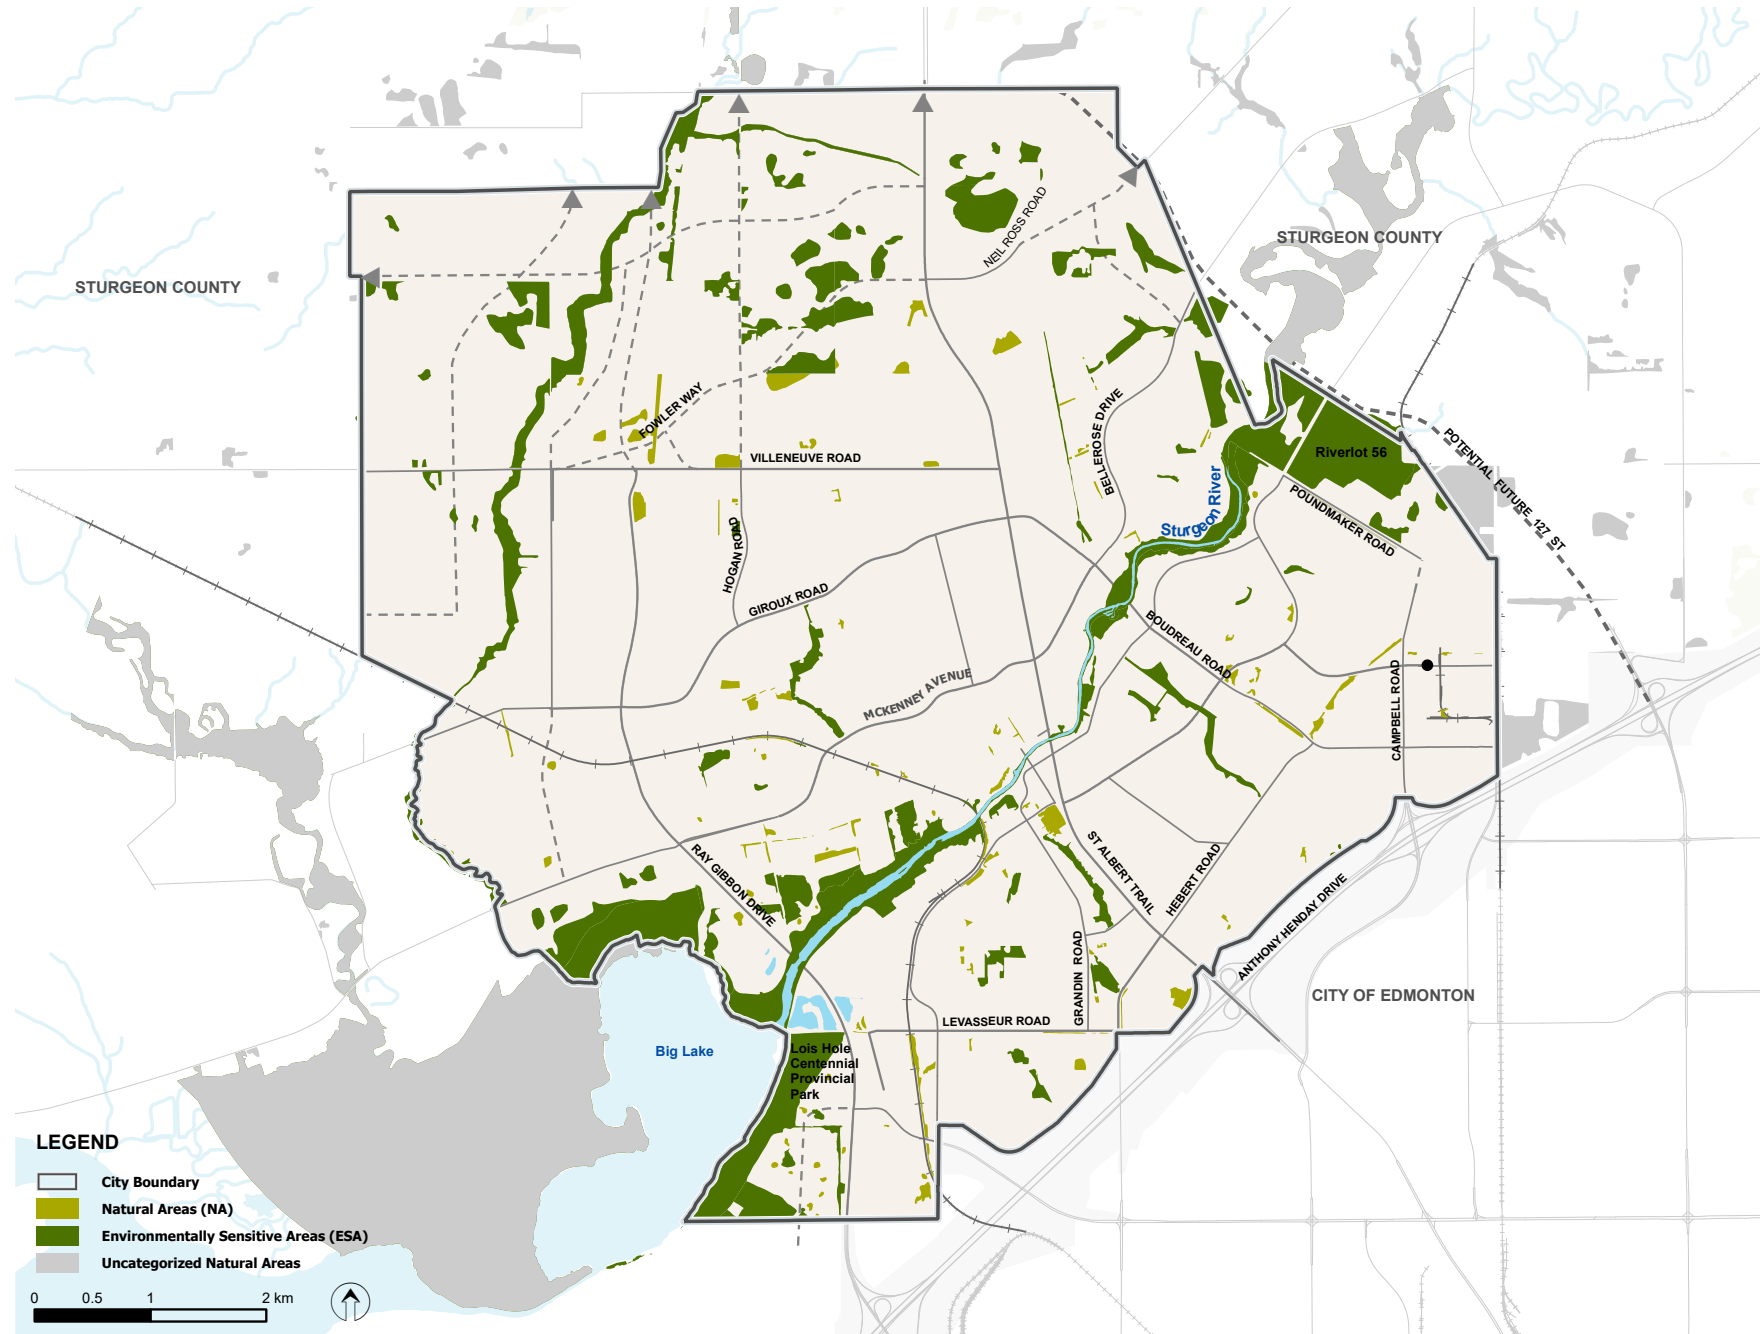 STURGEON COUNTY
STURGEON COUNTY
NEIL ROSS ROAD
FOWLER WAY
VILLENEUVE ROAD
BELLEROSE DRIVE
Riverlot 56
POTENTIAL FUTURE 127 ST
Sturgeon River
POUNDMAKER ROAD
HOGAN ROAD
GIROUX ROAD
BOUDREAU ROAD
MCKENNEY AVENUE
CAMPBELL ROAD
RAY GIBBON DRIVE
ST ALBERT TRAIL
HEBERT ROAD
ANTHONY HENDAY DRIVE
GRANDIN ROAD
CITY OF EDMONTON
LEVASSEUR ROAD
Big Lake
Lois Hole
Centennial
Provincial
Park
LEGEND
City Boundary
Natural Areas (NA)
Environmentally Sensitive Areas (ESA)
Uncategorized Natural Areas
0 0.5 1 2 km